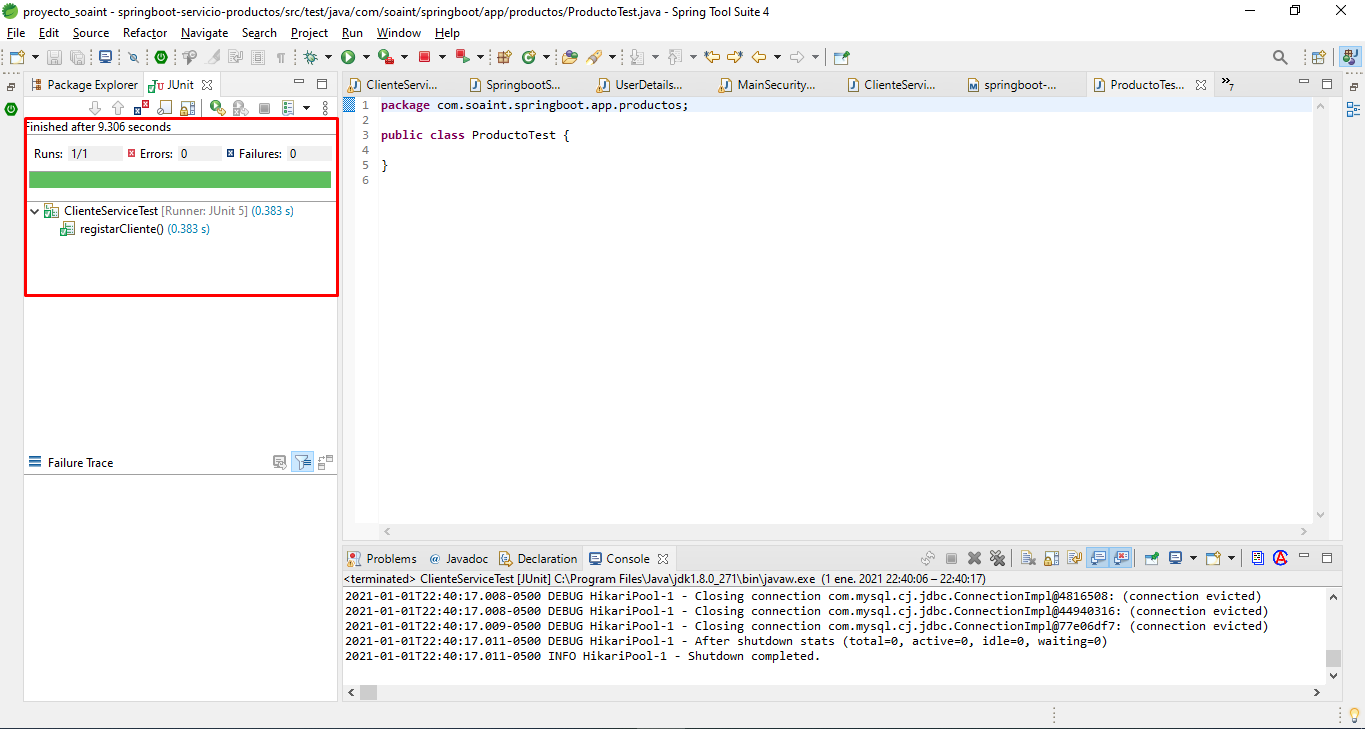 proyecto_soaint - springboot-servicio-productos/src/test/java/com/soaint/springboot/app/productos/ProductoTest.java - Spring Tool Suite 4
File Edit Source Refactor Navigate Search Project Run Window Help
Package Explorer JUnit
ClienteServi... SpringbootS... UserDetails... MainSecurity... ClienteServi... springboot-... ProductoTes... »7
Finished after 9.306 seconds
Runs: 1/1 Errors: 0 Failures: 0
ClienteServiceTest [Runner: JUnit 5] (0.383 s)
registarCliente() (0.383 s)
Failure Trace
1 package com.soaint.springboot.app.productos;
2
3 public class ProductoTest {
4
5 }
6
Problems @ Javadoc Declaration Console
<terminated> ClienteServiceTest [JUnit] C:\Program Files\Java\jdk1.8.0_271\bin\javaw.exe (1 ene. 2021 22:40:06 – 22:40:17)
2021-01-01T22:40:17.008-0500 DEBUG HikariPool-1 - Closing connection com.mysql.cj.jdbc.ConnectionImpl@4816508: (connection evicted)
2021-01-01T22:40:17.008-0500 DEBUG HikariPool-1 - Closing connection com.mysql.cj.jdbc.ConnectionImpl@44940316: (connection evicted)
2021-01-01T22:40:17.009-0500 DEBUG HikariPool-1 - Closing connection com.mysql.cj.jdbc.ConnectionImpl@77e06df7: (connection evicted)
2021-01-01T22:40:17.011-0500 DEBUG HikariPool-1 - After shutdown stats (total=0, active=0, idle=0, waiting=0)
2021-01-01T22:40:17.011-0500 INFO HikariPool-1 - Shutdown completed.